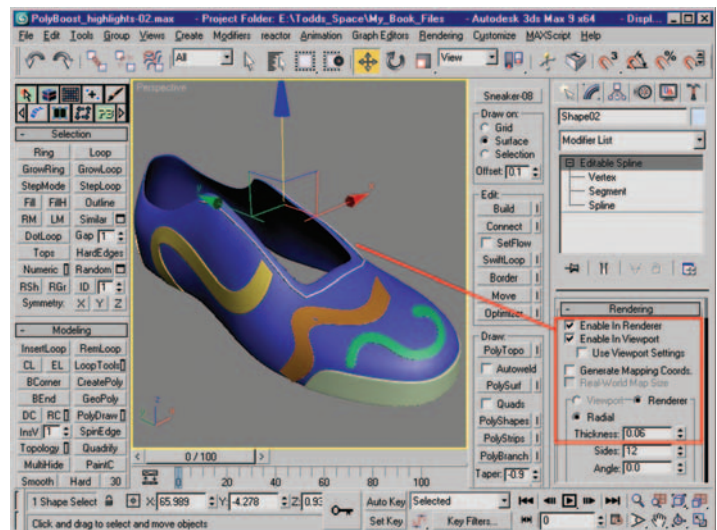 PolyBoost_highlights-02.max - Project Folder: E:\Todds_Space\My_Book_Files - Autodesk 3ds Max 9 x64 - Displ...
File Edit Tools Group Views Create Modifiers reactor Animation Graph Editors Rendering Customize MAXScript Help
All View
Perspective
Selection
Ring Loop
GrowRing GrowLoop
StepMode StepLoop
Fill FillH Outline
RM LM Similar
DotLoop Gap 1
Tops HardEdges
Numeric Random
RSh RGr ID 1
Symmetry: X Y Z
Modeling
InsertLoop RemLoop
CL EL LoopTools
BCorner CreatePoly
BEnd GeoPoly
DC RC PolyDraw
InsV 1 SpinEdge
Topology Quadrify
MultiHide PaintC
Smooth Hard 30
Sneaker-08
Draw on:
Grid
Surface
Selection
Offset: 0.1
Edit:
Build
Connect
SetFlow
SwiftLoop
Border
Move
Optimizer
Draw:
PolyTopo
Autoweld
PolySurf
Quads
PolyShapes
PolyStrips
PolyBranch
Taper: -0.9
Shape02
Modifier List
Editable Spline
Vertex
Segment
Spline
Rendering
Enable In Renderer
Enable In Viewport
Use Viewport Settings
Generate Mapping Coords.
Real-World Map Size
Viewport Renderer
Radial
Thickness: 0.06
Sides: 12
Angle: 0.0
0 / 100
0 20 40 60 80 100
1 Shape Select X: 65.989 Y: -4.278 Z: 0.93 Auto Key Selected
Click and drag to select and move objects Set Key Key Filters... 0